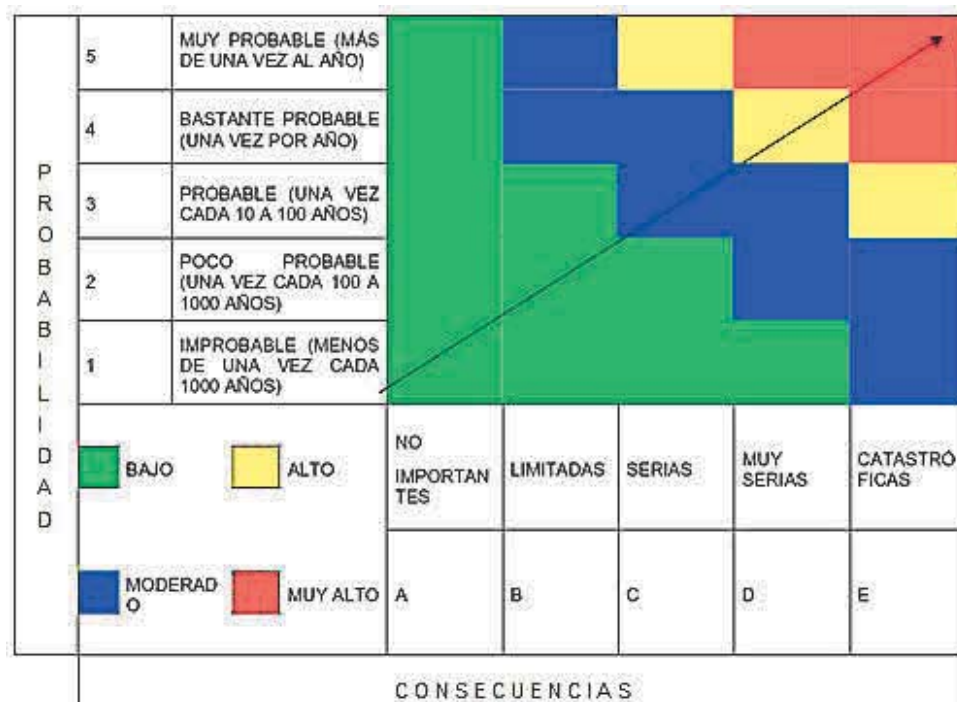 PROBABILIDAD
5
MUY PROBABLE (MÁS
DE UNA VEZ AL AÑO)
4
BASTANTE PROBABLE
(UNA VEZ POR AÑO)
3
PROBABLE (UNA VEZ
CADA 10 A 100 AÑOS)
2
POCO PROBABLE
(UNA VEZ CADA 100 A
1000 AÑOS)
1
IMPROBABLE (MENOS
DE UNA VEZ CADA
1000 AÑOS)
BAJO
ALTO
MODERAD
O
MUY ALTO
NO
IMPORTAN
TES
LIMITADAS
SERIAS
MUY
SERIAS
CATASTRÓ
FICAS
A
B
C
D
E
CONSECUENCIAS